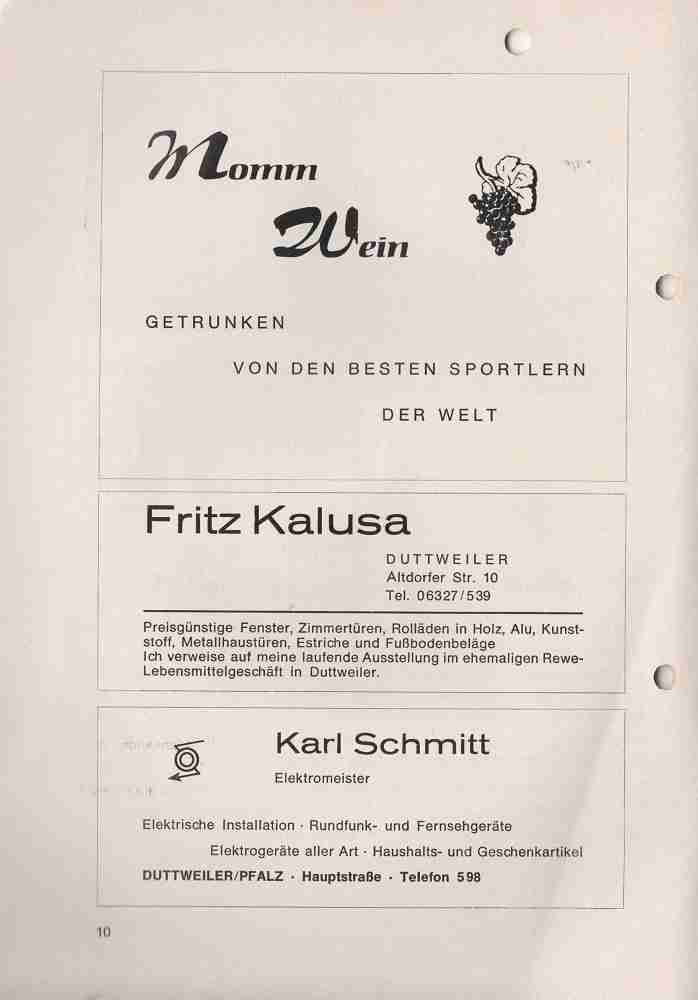 Momm
Wein
GETRUNKEN
VON DEN BESTEN SPORTLERN
DER WELT
Fritz Kalusa
DUTTWEILER
Altdorfer Str. 10
Tel. 06327/539
Preisgünstige Fenster, Zimmertüren, Rolläden in Holz, Alu, Kunst-
stoff, Metallhaustüren, Estriche und Fußbodenbeläge
Ich verweise auf meine laufende Ausstellung im ehemaligen Rewe-
Lebensmittelgeschäft in Duttweiler.
Karl Schmitt
Elektromeister
Elektrische Installation · Rundfunk- und Fernsehgeräte
Elektrogeräte aller Art · Haushalts- und Geschenkartikel
DUTTWEILER/PFALZ · Hauptstraße · Telefon 598
10